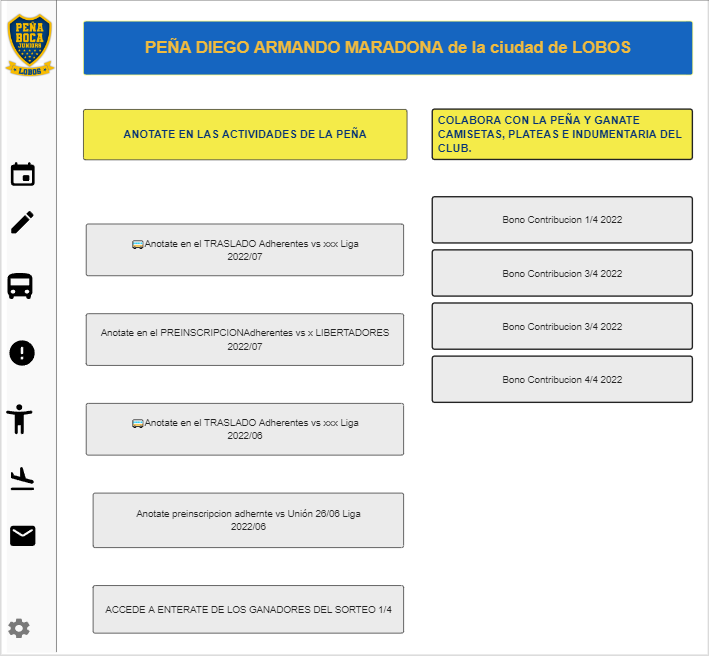 PEÑA
BOCA
JUNIORS
LOBOS
PEÑA DIEGO ARMANDO MARADONA de la ciudad de LOBOS
ANOTATE EN LAS ACTIVIDADES DE LA PEÑA
COLABORA CON LA PEÑA Y GANATE
CAMISETAS, PLATEAS E INDUMENTARIA DEL
CLUB.
Anotate en el TRASLADO Adherentes vs xxx Liga
2022/07
Anotate en el PREINSCRIPCIONAdherentes vs x LIBERTADORES
2022/07
Anotate en el TRASLADO Adherentes vs xxx Liga
2022/06
Anotate preinscripcion adhernte vs Unión 26/06 Liga
2022/06
ACCEDE A ENTERATE DE LOS GANADORES DEL SORTEO 1/4
Bono Contribucion 1/4 2022
Bono Contribucion 3/4 2022
Bono Contribucion 3/4 2022
Bono Contribucion 4/4 2022